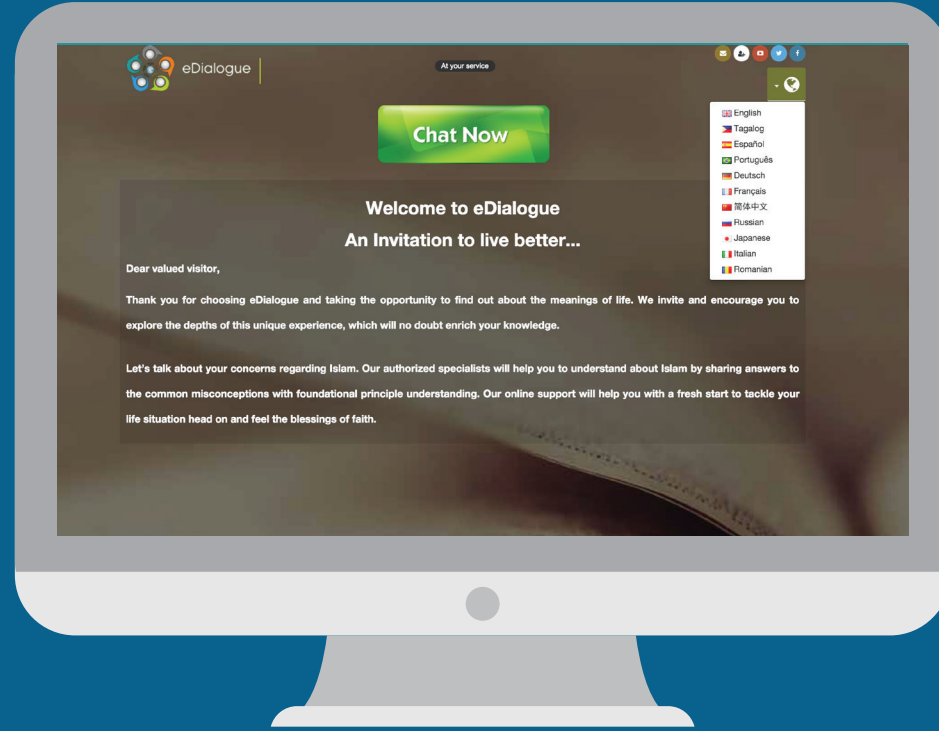 eDialogue
At your service
Chat Now
English
Tagalog
Español
Português
Deutsch
Français
简体中文
Russian
Japanese
Italian
Romanian
Welcome to eDialogue
An Invitation to live better...
Dear valued visitor,
Thank you for choosing eDialogue and taking the opportunity to find out about the meanings of life. We invite and encourage you to
explore the depths of this unique experience, which will no doubt enrich your knowledge.
Let's talk about your concerns regarding Islam. Our authorized specialists will help you to understand about Islam by sharing answers to
the common misconceptions with foundational principle understanding. Our online support will help you with a fresh start to tackle your
life situation head on and feel the blessings of faith.